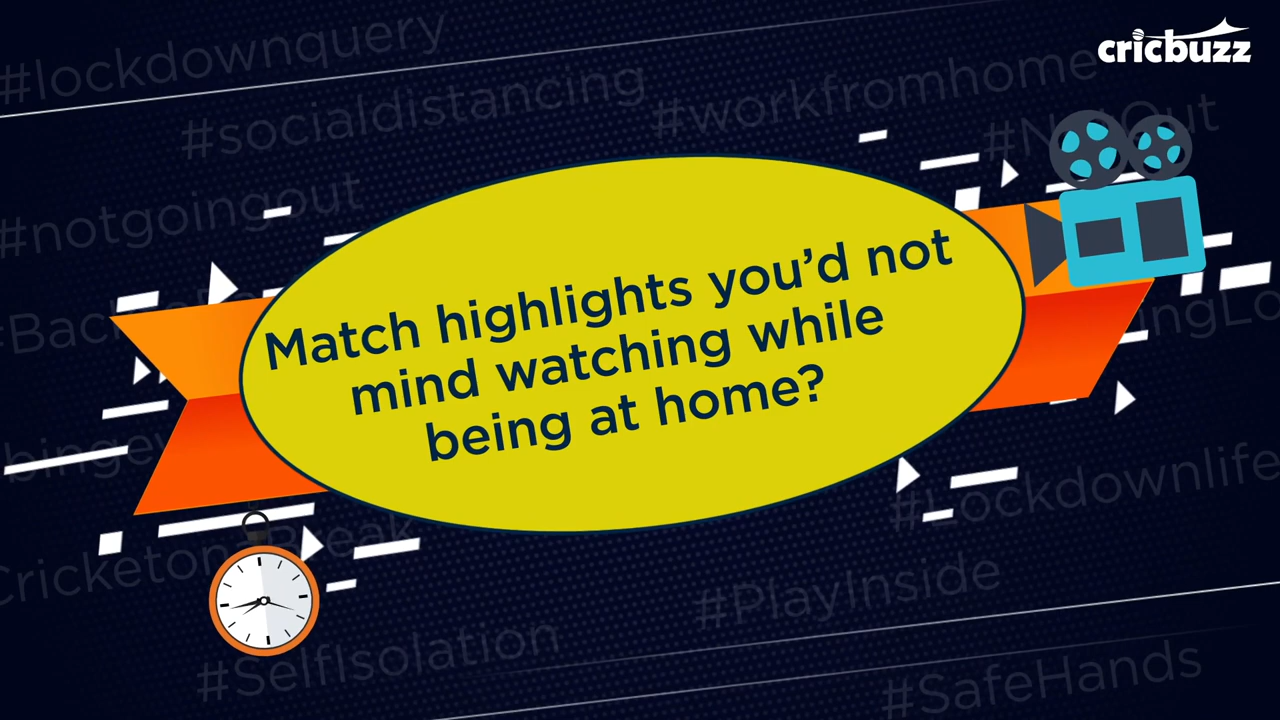 cricbuzz
#lockdownquery
#socialdistancing
#workfromhome
#notgoingout
Match highlights you'd not
mind watching while
being at home?
#Lockdownlife
#PlayInside
#SelfIsolation
#SafeHands